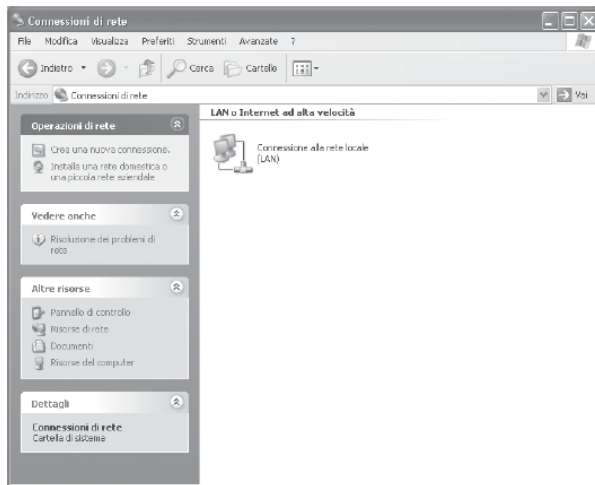 Connessioni di rete
File Modifica Visualizza Preferiti Strumenti Avanzate ?
Indietro Cerca Cartelle
Indirizzo Connessioni di rete Vai
Operazioni di rete
Crea una nuova connessione.
Installa una rete domestica o
una piccola rete aziendale
Vedere anche
Risoluzione dei problemi di
rete
Altre risorse
Pannello di controllo
Risorse di rete
Documenti
Risorse del computer
Dettagli
Connessioni di rete
Cartella di sistema
LAN o Internet ad alta velocità
Connessione alla rete locale
(LAN)